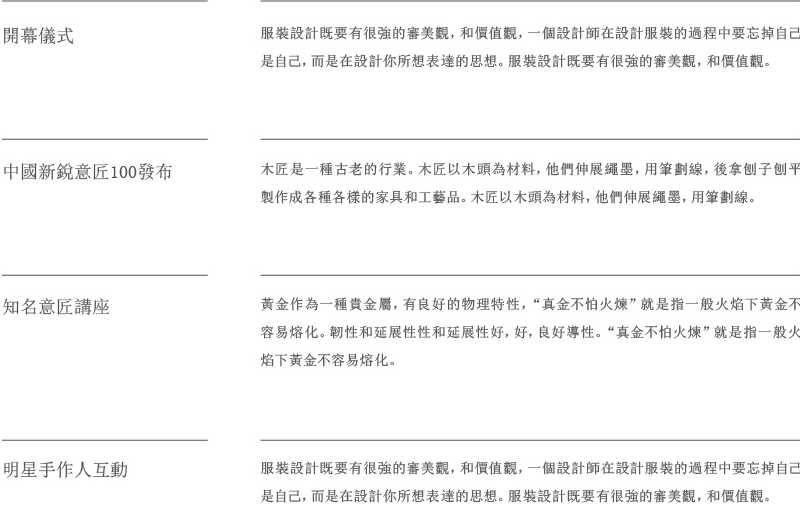 開幕儀式
服裝設計既要有很強的審美觀，和價值觀，一個設計師在設計服裝的過程中要忘掉自己
是自己，而是在設計你所想表達的思想。服裝設計既要有很強的審美觀，和價值觀。
中國新銳意匠100發布
木匠是一種古老的行業。木匠以木頭為材料，他們伸展繩墨，用筆劃線，後拿刨子刨平
製作成各種各樣的家具和工藝品。木匠以木頭為材料，他們伸展繩墨，用筆劃線。
知名意匠講座
黃金作為一種貴金屬，有良好的物理特性，“真金不怕火煉”就是指一般火焰下黃金不
容易熔化。韌性和延展性性和延展性好，好，良好導性。“真金不怕火煉”就是指一般火
焰下黃金不容易熔化。
明星手作人互動
服裝設計既要有很強的審美觀，和價值觀，一個設計師在設計服裝的過程中要忘掉自己
是自己，而是在設計你所想表達的思想。服裝設計既要有很強的審美觀，和價值觀。